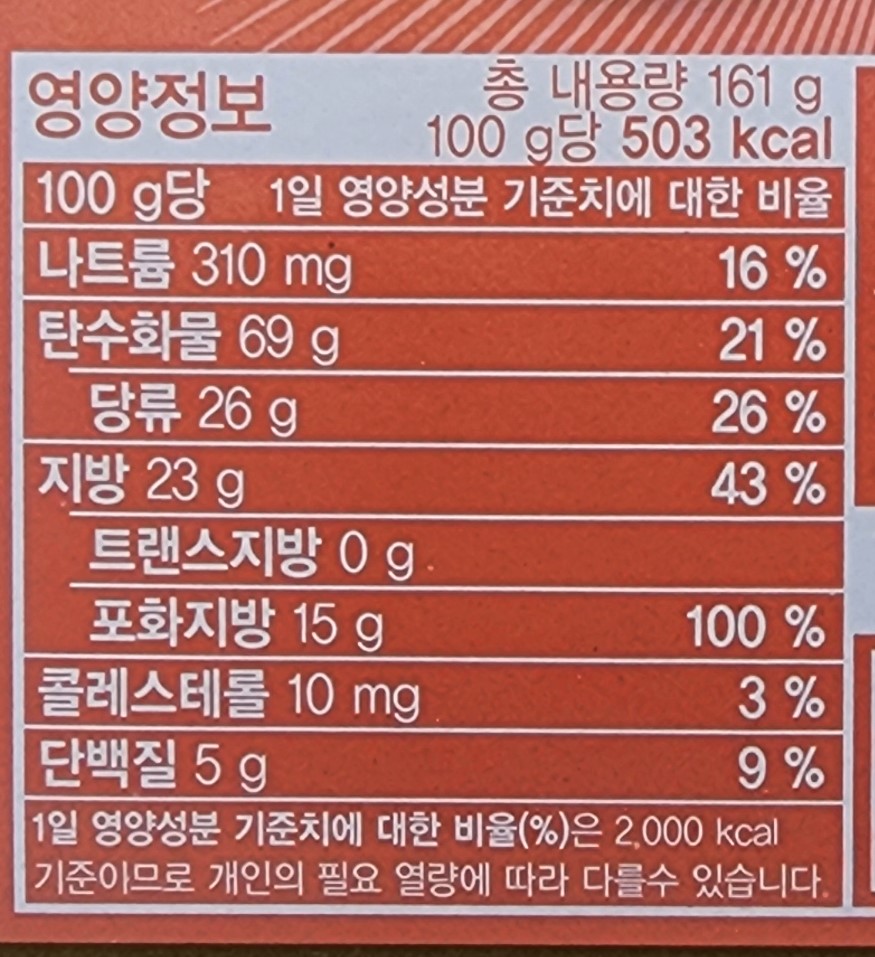 영양정보
총 내용량 161 g
100 g당 503 kcal
100 g당 1일 영양성분 기준치에 대한 비율
나트륨 310 mg 16 %
탄수화물 69 g 21 %
당류 26 g 26 %
지방 23 g 43 %
트랜스지방 0 g
포화지방 15 g 100 %
콜레스테롤 10 mg 3 %
단백질 5 g 9 %
1일 영양성분 기준치에 대한 비율(%)은 2,000 kcal
기준이므로 개인의 필요 열량에 따라 다를수 있습니다.